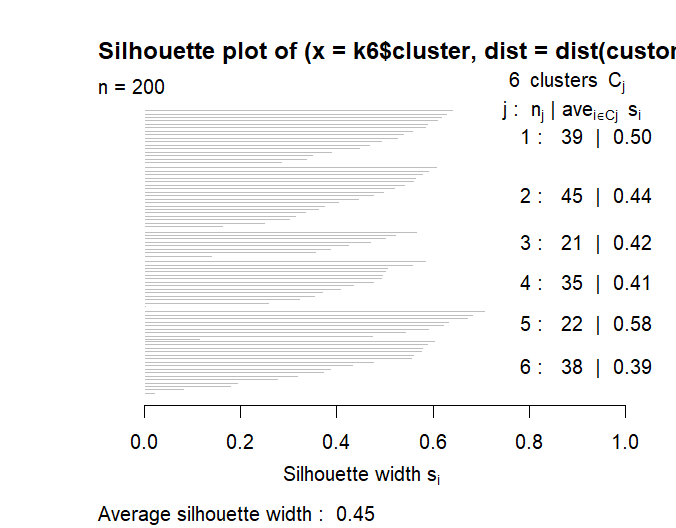 Silhouette plot of (x = k6$cluster, dist = dist(custor
n = 200
6 clusters Cj
j : nj | avei∈Cj si
1 : 39 | 0.50
2 : 45 | 0.44
3 : 21 | 0.42
4 : 35 | 0.41
5 : 22 | 0.58
6 : 38 | 0.39
0.0 0.2 0.4 0.6 0.8 1.0
Silhouette width si
Average silhouette width : 0.45